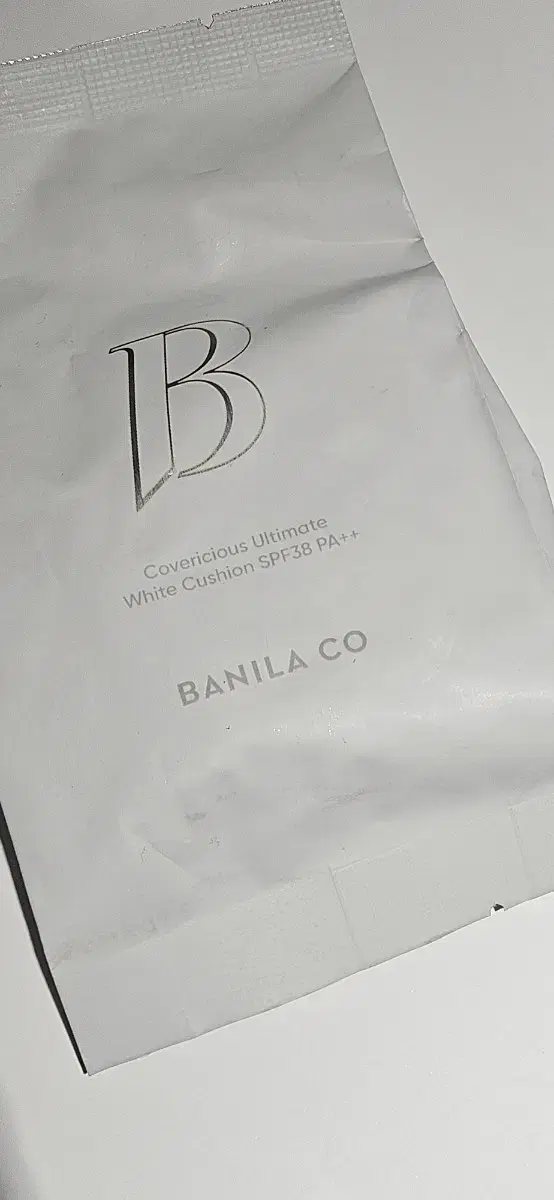 B
Covericious Ultimate
White Cushion SPF38 PA++
BANILA CO